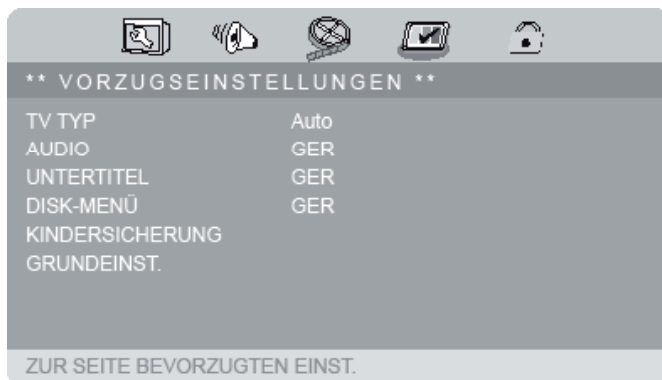 ** VORZUGSEINSTELLUNGEN **
TV TYP Auto
AUDIO GER
UNTERTITEL GER
DISK-MENÜ GER
KINDERSICHERUNG
GRUNDEINST.
ZUR SEITE BEVORZUGTEN EINST.